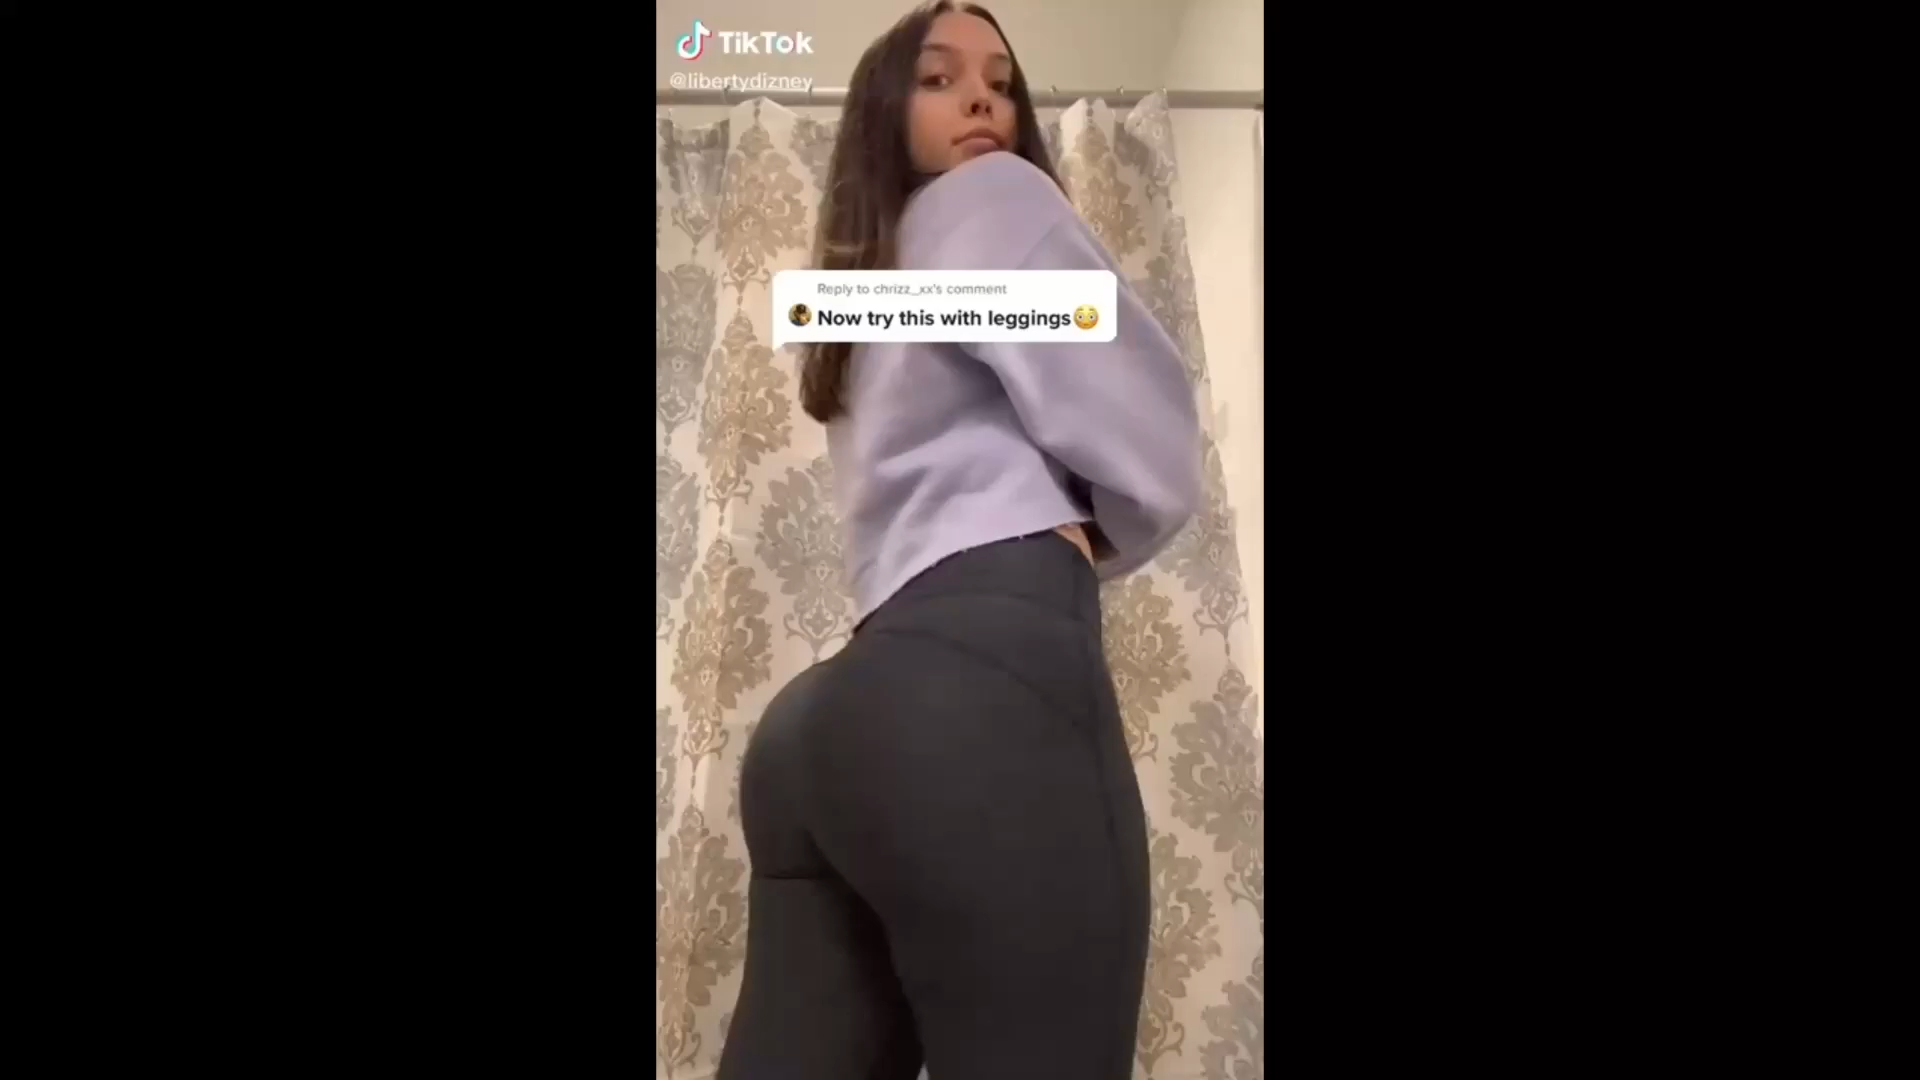 TikTok
@libertydizney
Reply to chrizz_xx's comment
Now try this with leggings😳